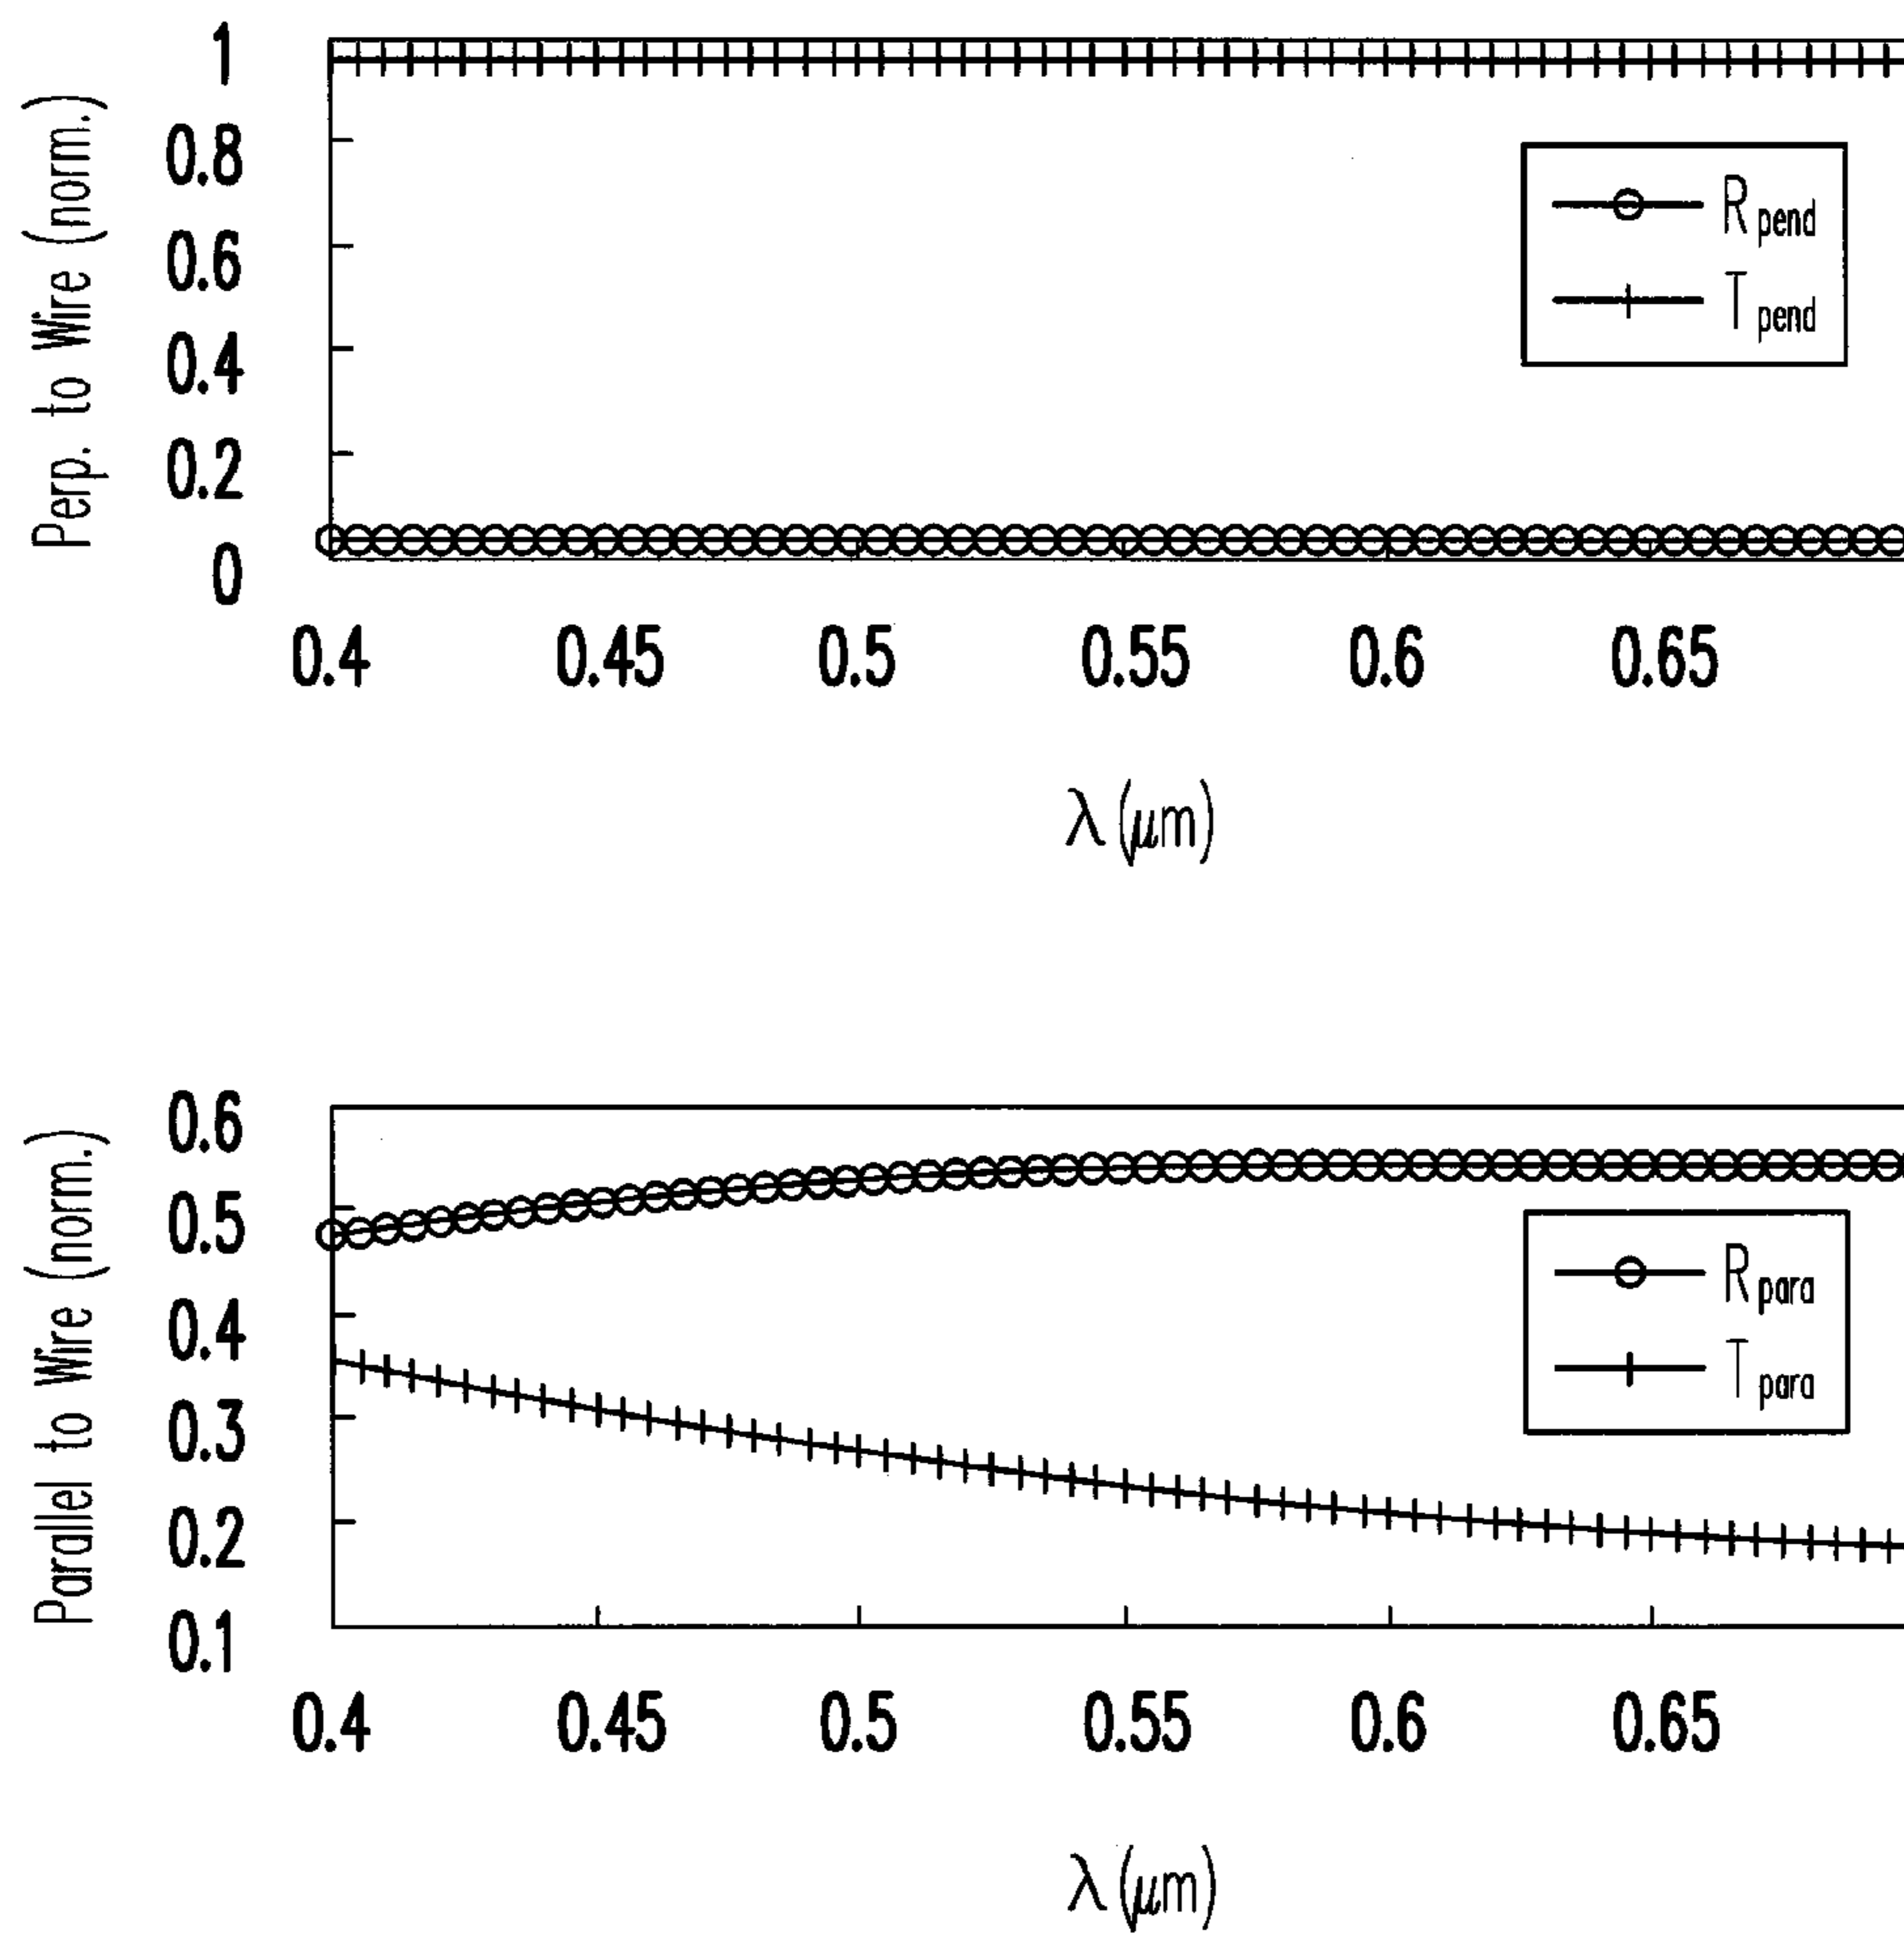 Perp. to Wire (norm.)
1
0.8
0.6
0.4
0.2
0
R pend
T pend
0.4 0.45 0.5 0.55 0.6 0.65
λ (μm)
Parallel to Wire (norm.)
0.6
0.5
0.4
0.3
0.2
0.1
R para
T para
0.4 0.45 0.5 0.55 0.6 0.65
λ (μm)